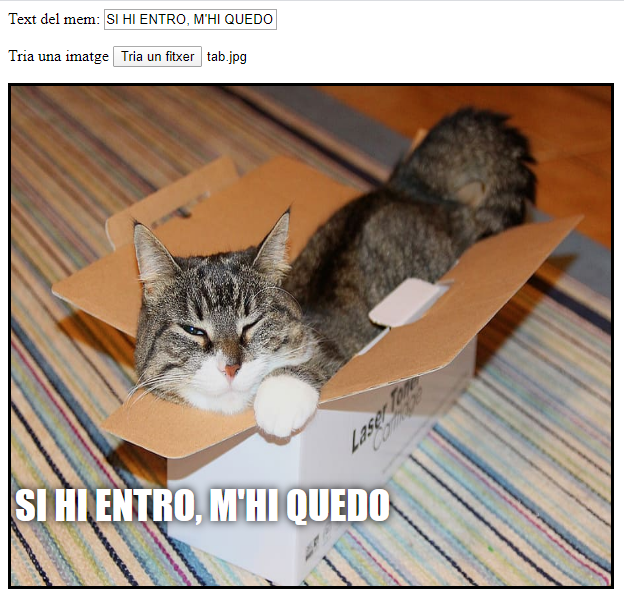 Text del mem: SI HI ENTRO, M'HI QUEDO
Tria una imatge Tria un fitxer tab.jpg
Laser Toner
SI HI ENTRO, M'HI QUEDO